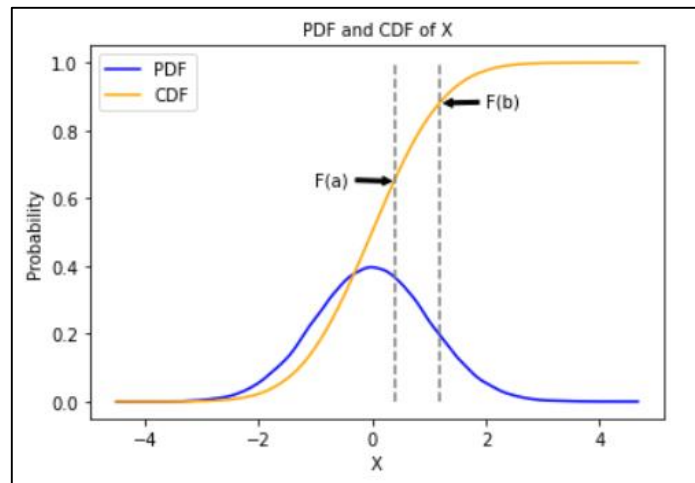 PDF and CDF of X
1.0
PDF
CDF
F(b)
0.8
F(a)
0.6
Probability
0.4
0.2
0.0
−4 −2 0 2 4
X